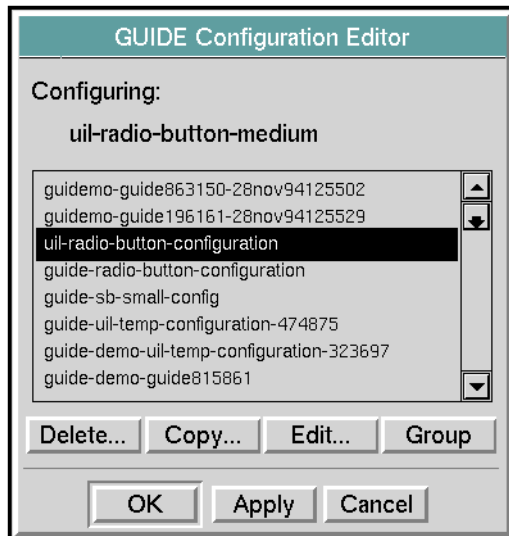 GUIDE Configuration Editor
Configuring:
uil-radio-button-medium
guidemo-guide863150-28nov94125502
guidemo-guide196161-28nov94125529
uil-radio-button-configuration
guide-radio-button-configuration
guide-sb-small-config
guide-uil-temp-configuration-474875
guide-demo-uil-temp-configuration-323697
guide-demo-guide815861
Delete... Copy... Edit... Group
OK Apply Cancel